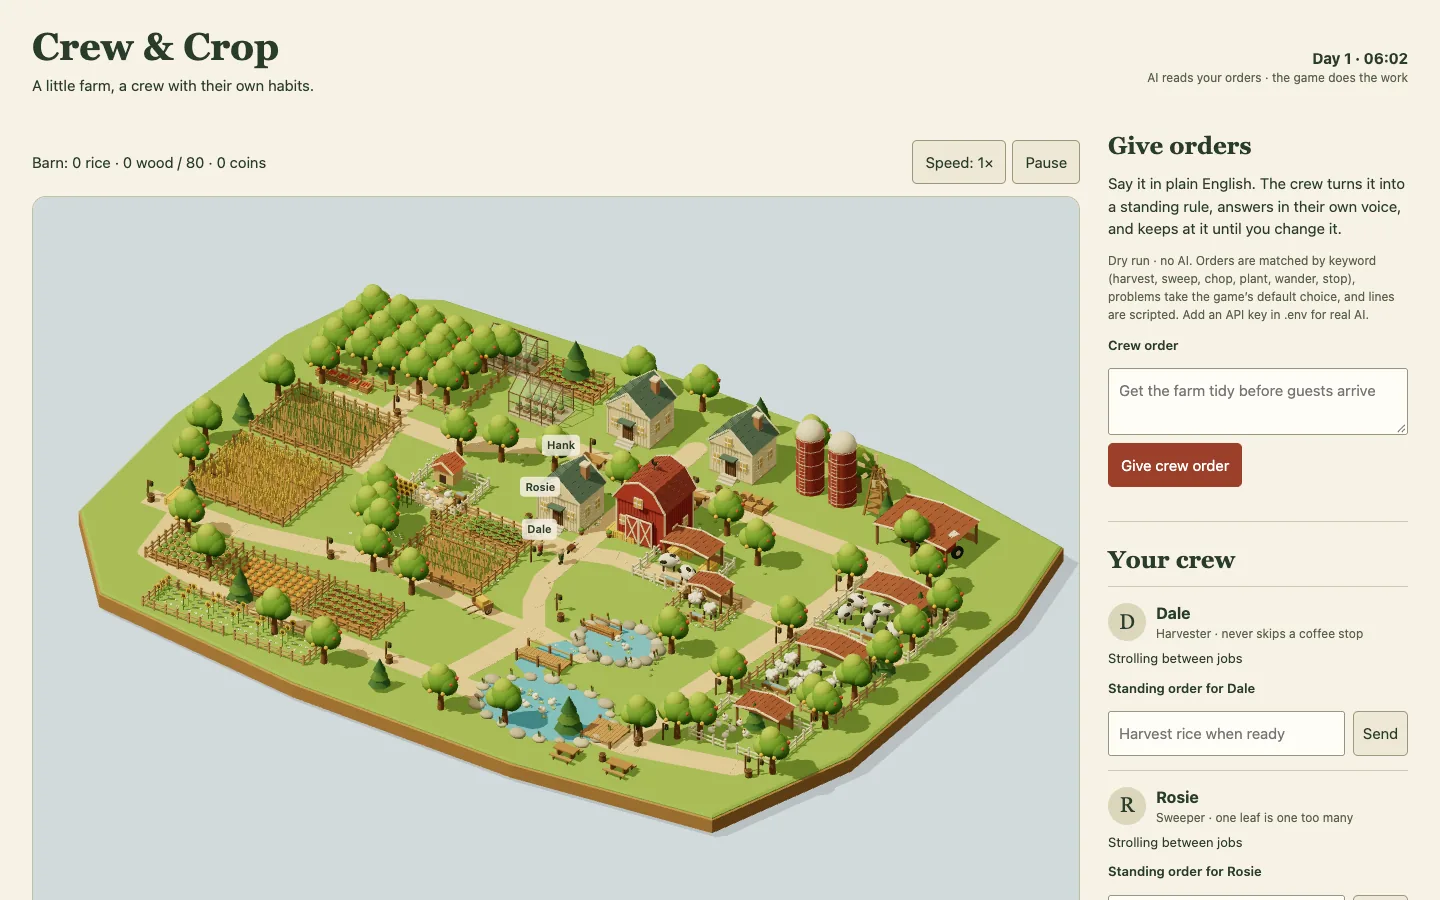 Crew & Crop
A little farm, a crew with their own habits.
Day 1 · 06:02
AI reads your orders · the game does the work
Barn: 0 rice · 0 wood / 80 · 0 coins
Speed: 1×
Pause
Hank
Rosie
Dale
Give orders
Say it in plain English. The crew turns it into
a standing rule, answers in their own voice,
and keeps at it until you change it.
Dry run · no AI. Orders are matched by keyword
(harvest, sweep, chop, plant, wander, stop),
problems take the game's default choice, and lines
are scripted. Add an API key in .env for real AI.
Crew order
Get the farm tidy before guests arrive
Give crew order
Your crew
D
Dale
Harvester · never skips a coffee stop
Strolling between jobs
Standing order for Dale
Harvest rice when ready
Send
R
Rosie
Sweeper · one leaf is one too many
Strolling between jobs
Standing order for Rosie